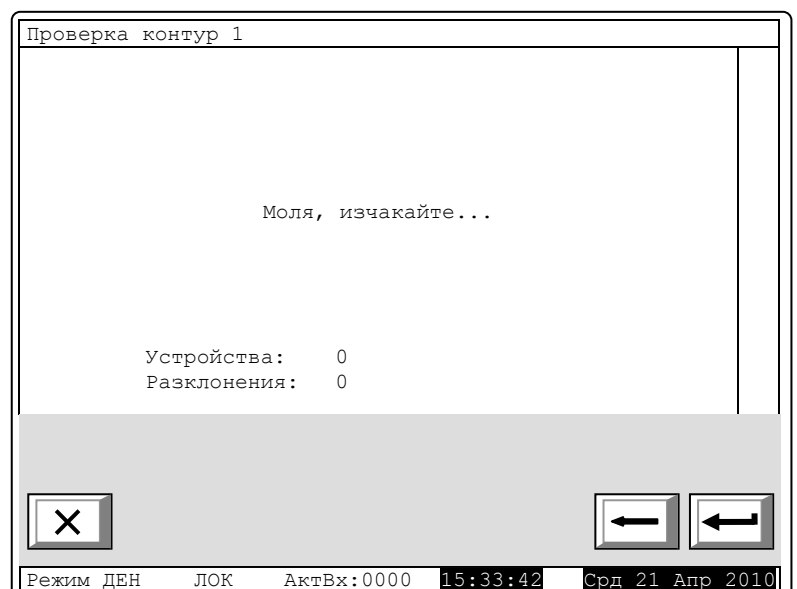 Проверка контур 1
Моля, изчакайте...
Устройства: 0
Разклонения: 0
Режим ДЕН ЛОК АктВх:0000 15:33:42 Срд 21 Апр 2010